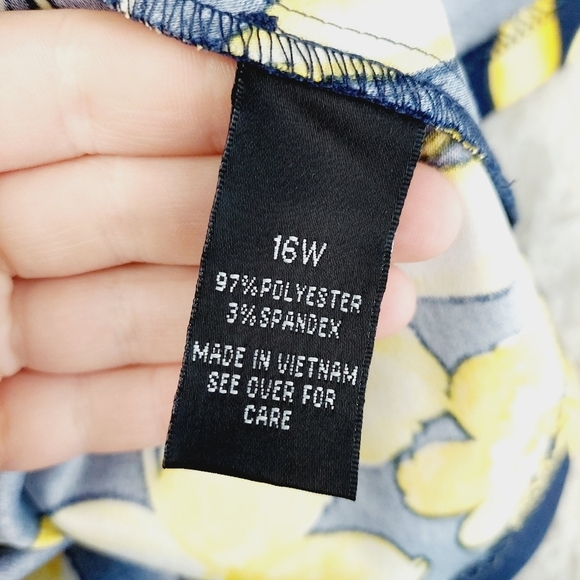 16W
97%POLYESTER
3%SPANDEX
MADE IN VIETNAM
SEE OVER FOR
CARE